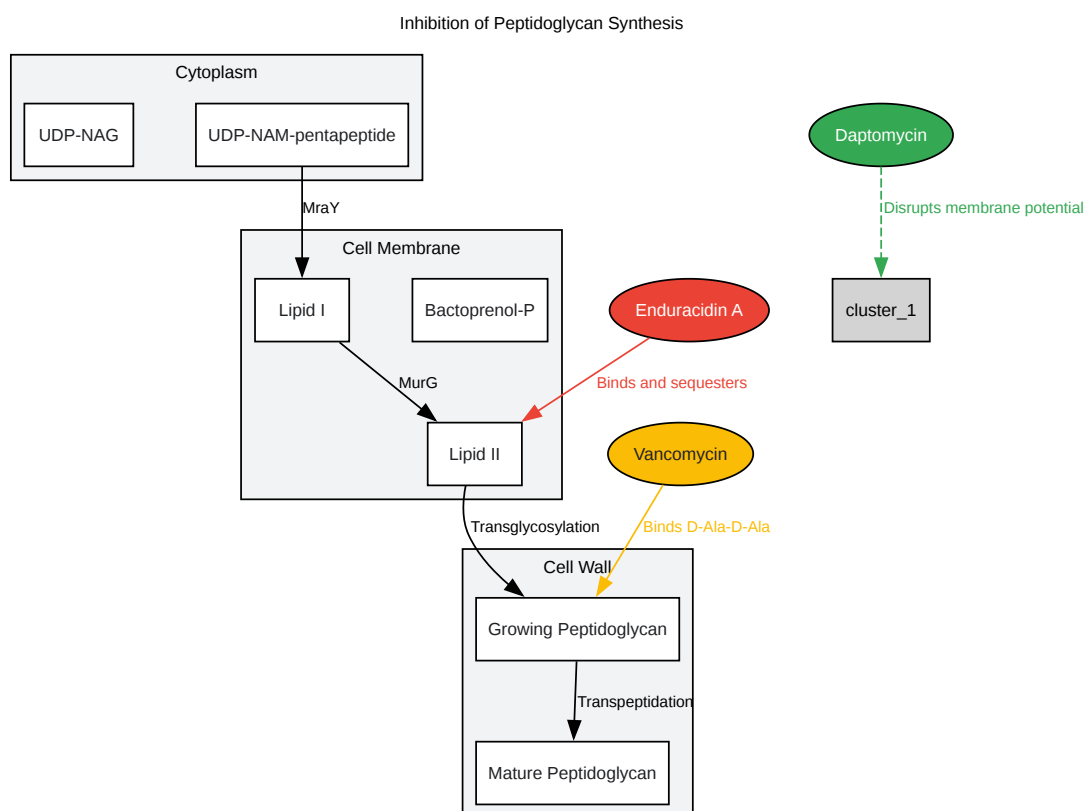 Inhibition of Peptidoglycan Synthesis
Cytoplasm
UDP-NAG
UDP-NAM-pentapeptide
Daptomycin
MraY
Disrupts membrane potential
Cell Membrane
Lipid I
Bactoprenol-P
Enduracidin A
cluster_1
MurG
Binds and sequesters
Lipid II
Vancomycin
Transglycosylation
Binds D-Ala-D-Ala
Cell Wall
Growing Peptidoglycan
Transpeptidation
Mature Peptidoglycan